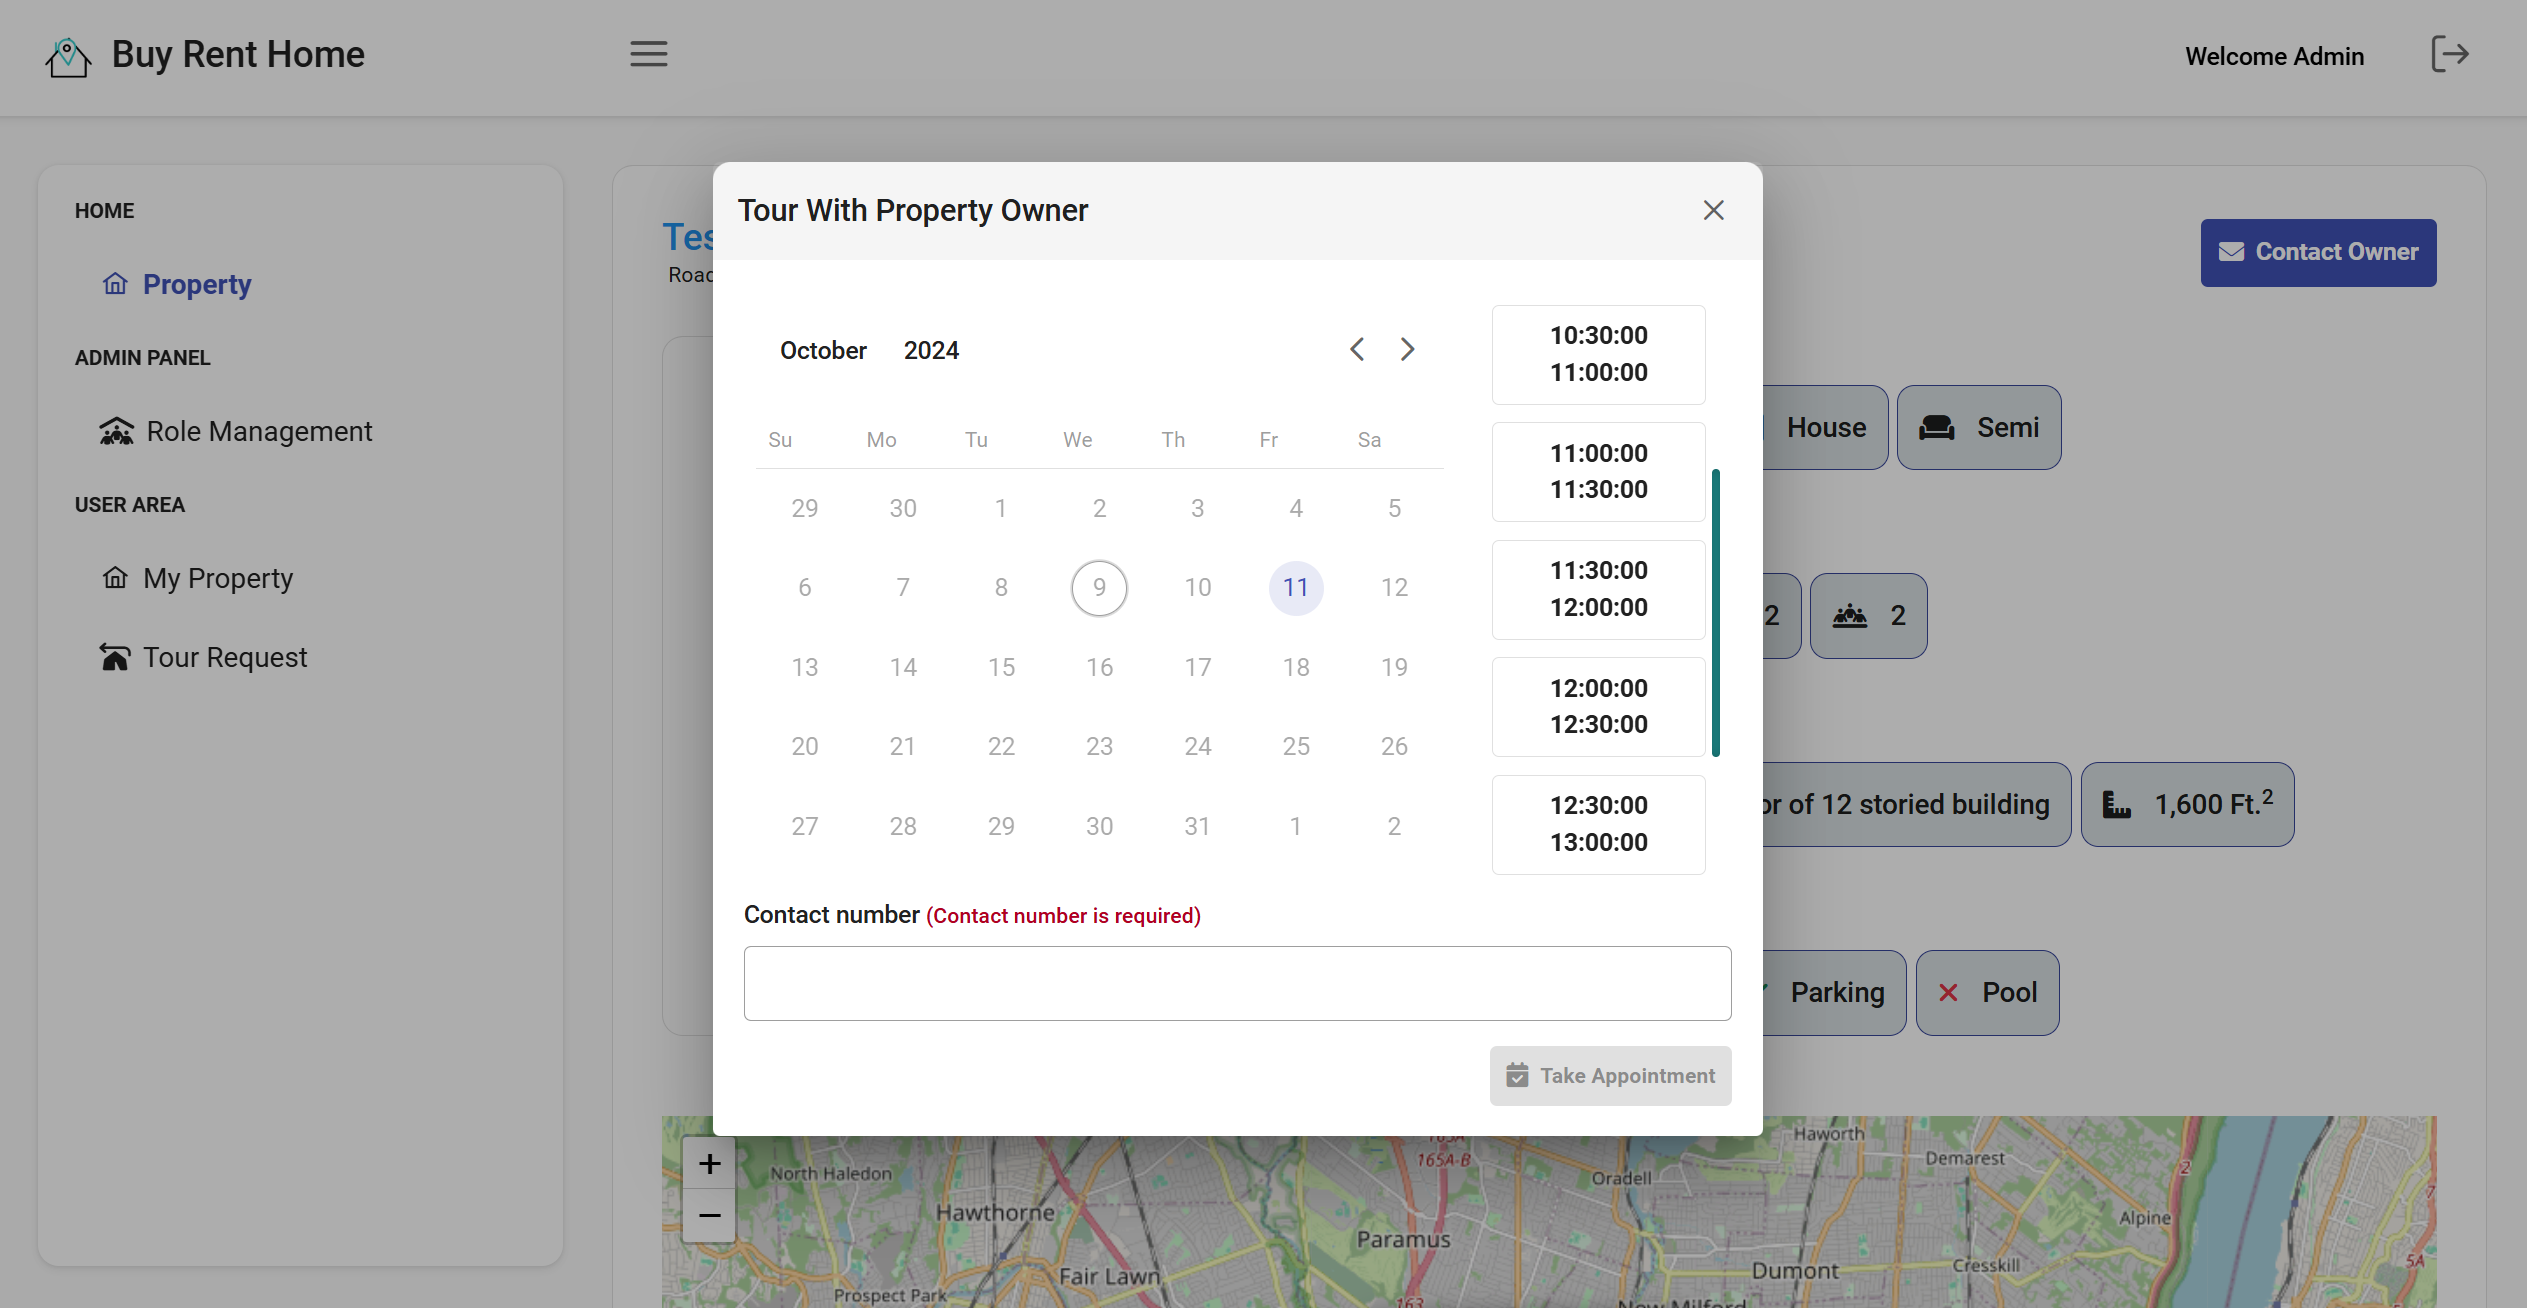 Buy Rent Home
Welcome Admin
HOME
Property
ADMIN PANEL
Role Management
USER AREA
My Property
Tour Request
Tour With Property Owner
Contact Owner
October 2024
Su Mo Tu We Th Fr Sa
29 30 1 2 3 4 5
6 7 8 9 10 11 12
13 14 15 16 17 18 19
20 21 22 23 24 25 26
27 28 29 30 31 1 2
10:30:00
11:00:00
11:00:00
11:30:00
11:30:00
12:00:00
12:00:00
12:30:00
12:30:00
13:00:00
Contact number (Contact number is required)
Take Appointment
Tes
Road
House
Semi
2
2
or of 12 storied building
1,600 Ft.2
Parking
Pool
+
−
North Haledon
Hawthorne
Fair Lawn
Prospect Park
165A-B
Paramus
163
Oradell
Haworth
Demarest
Alpine
Dumont
Cresskill
New Milford
2
7
5A